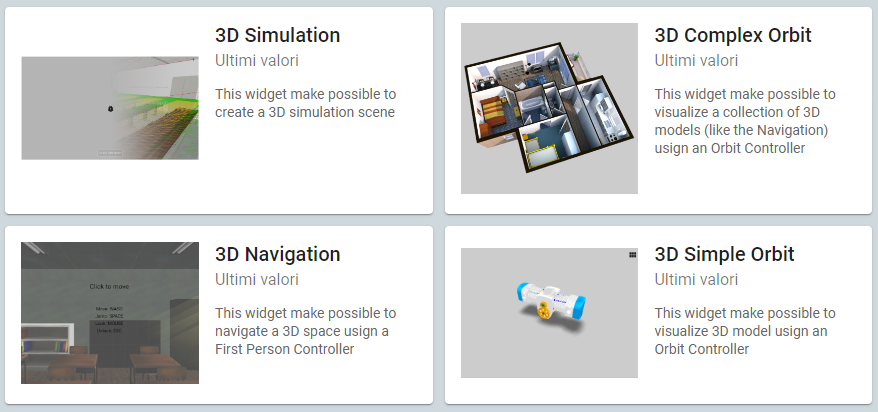 3D Simulation
Ultimi valori
This widget make possible to
create a 3D simulation scene
3D Complex Orbit
Ultimi valori
This widget make possible to
visualize a collection of 3D
models (like the Navigation)
usign an Orbit Controller
3D Navigation
Ultimi valori
This widget make possible to
navigate a 3D space usign a
First Person Controller
Click to move
Move: WASD
Jump: SPACE
Look: MOUSE
3D Simple Orbit
Ultimi valori
This widget make possible to
visualize 3D model usign an
Orbit Controller